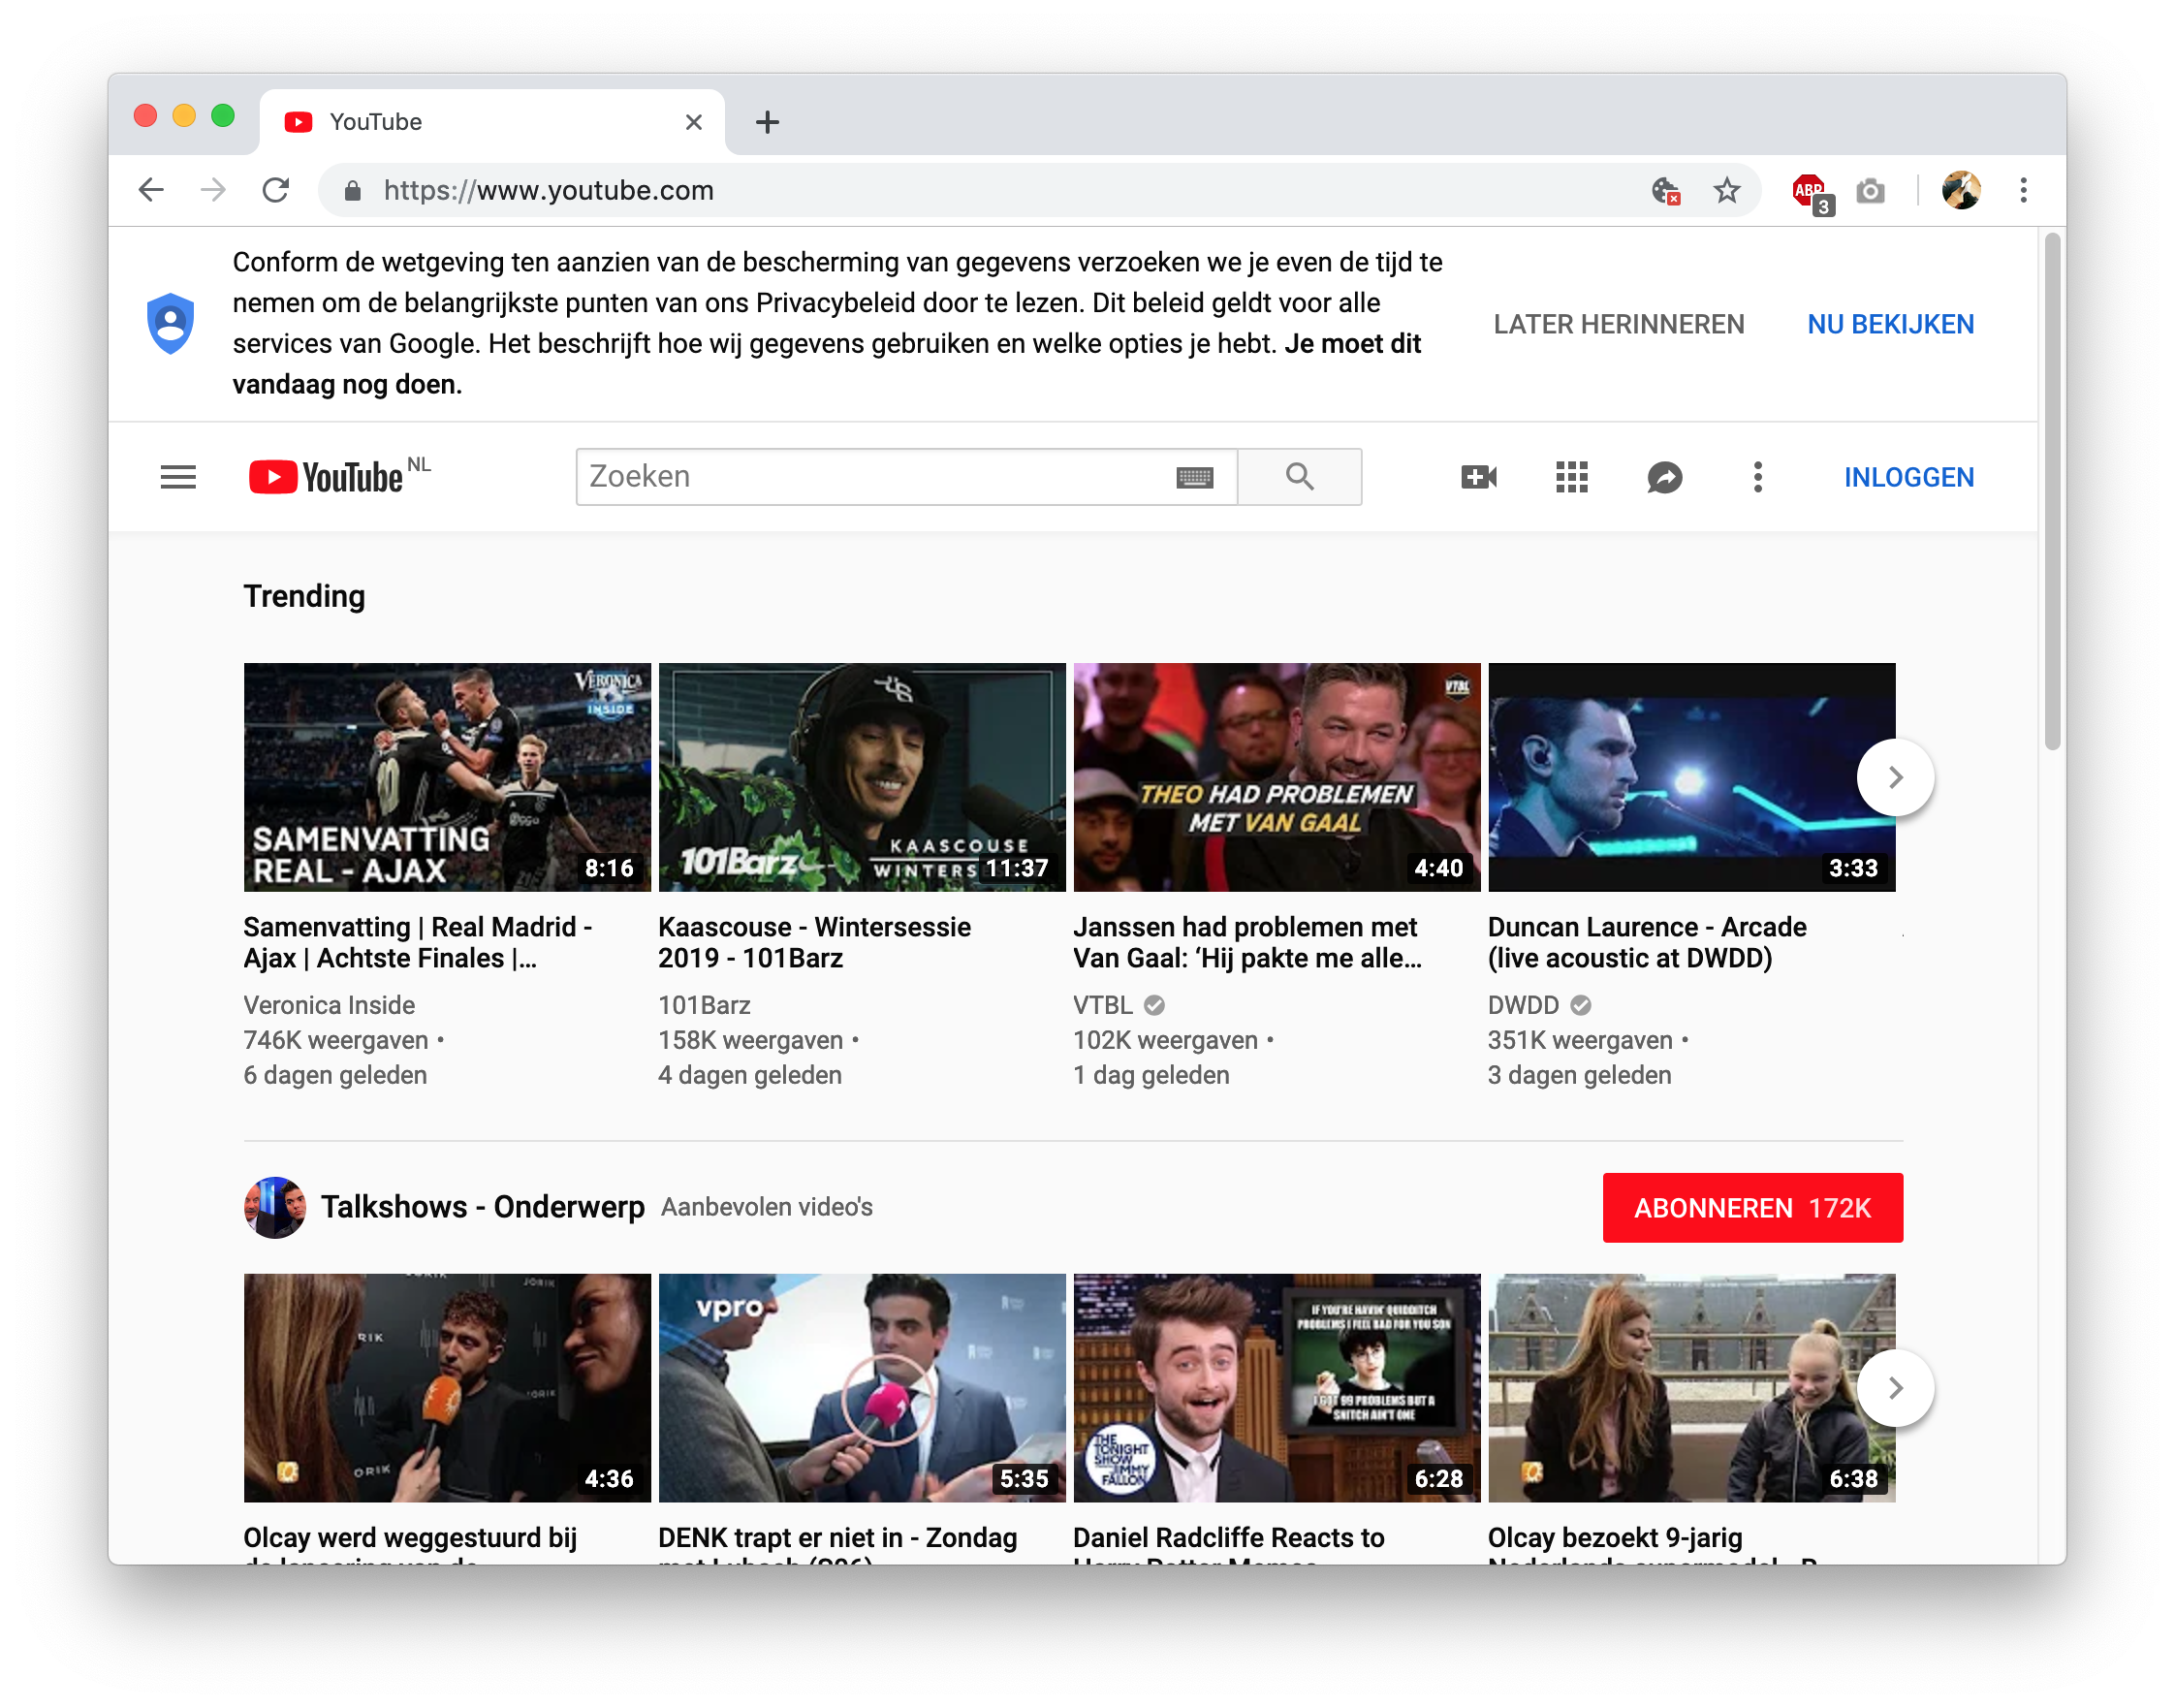 YouTube
https://www.youtube.com
ABP
3
Conform de wetgeving ten aanzien van de bescherming van gegevens verzoeken we je even de tijd te
nemen om de belangrijkste punten van ons Privacybeleid door te lezen. Dit beleid geldt voor alle
services van Google. Het beschrijft hoe wij gegevens gebruiken en welke opties je hebt. Je moet dit
vandaag nog doen.
LATER HERINNEREN
NU BEKIJKEN
YouTube NL
Zoeken
INLOGGEN
Trending
VERONICA
INSIDE
SAMENVATTING
REAL - AJAX
8:16
101Barz
KAASCOUSE
WINTERS
11:37
VTBL
THEO HAD PROBLEMEN
MET VAN GAAL
4:40
3:33
Samenvatting | Real Madrid -
Ajax | Achtste Finales |...
Veronica Inside
746K weergaven •
6 dagen geleden
Kaascouse - Wintersessie
2019 - 101Barz
101Barz
158K weergaven •
4 dagen geleden
Janssen had problemen met
Van Gaal: ‘Hij pakte me alle...
VTBL
102K weergaven •
1 dag geleden
Duncan Laurence - Arcade
(live acoustic at DWDD)
DWDD
351K weergaven •
3 dagen geleden
Talkshows - Onderwerp Aanbevolen video's
ABONNEREN 172K
JORIK
ORIK
4:36
vpro
5:35
IF YOU'RE HAVIN' QUIDDITCH
PROBLEMS I FEEL BAD FOR YOU SON
I GOT 99 PROBLEMS BUT A
SNITCH AIN'T ONE
THE
TONIGHT
SHOW
JIMMY
FALLON
6:28
6:38
Olcay werd weggestuurd bij
DENK trapt er niet in - Zondag
met Lubach (S06)
Daniel Radcliffe Reacts to
Harry Potter Memes
Olcay bezoekt 9-jarig